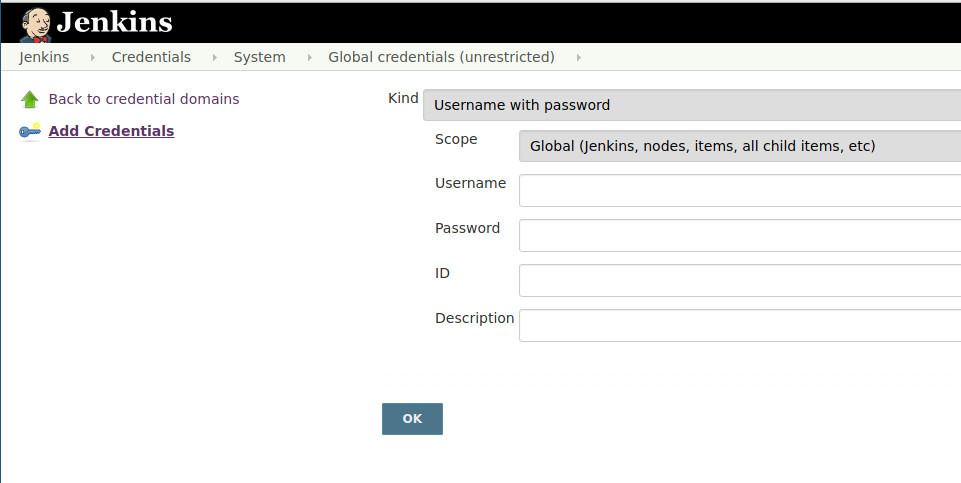 Jenkins
Jenkins Credentials System Global credentials (unrestricted)
Back to credential domains
Add Credentials
Kind Username with password
Scope Global (Jenkins, nodes, items, all child items, etc)
Username
Password
ID
Description
OK